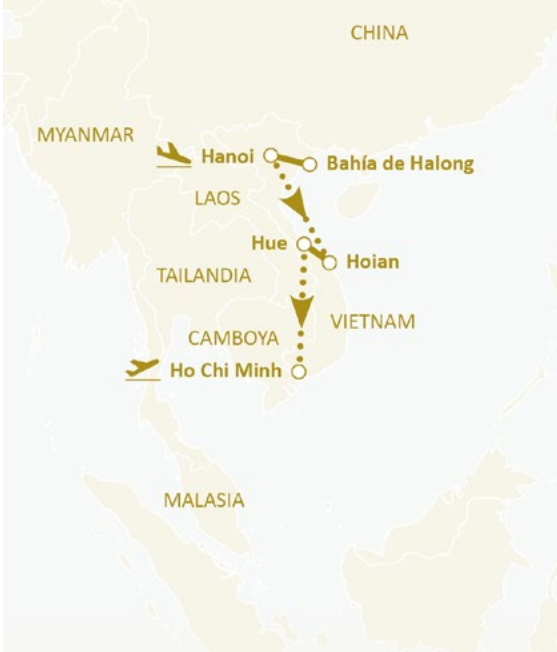 CHINA
MYANMAR
Hanoi
Bahía de Halong
LAOS
Hue
Hoian
TAILANDIA
VIETNAM
CAMBOYA
Ho Chi Minh
MALASIA